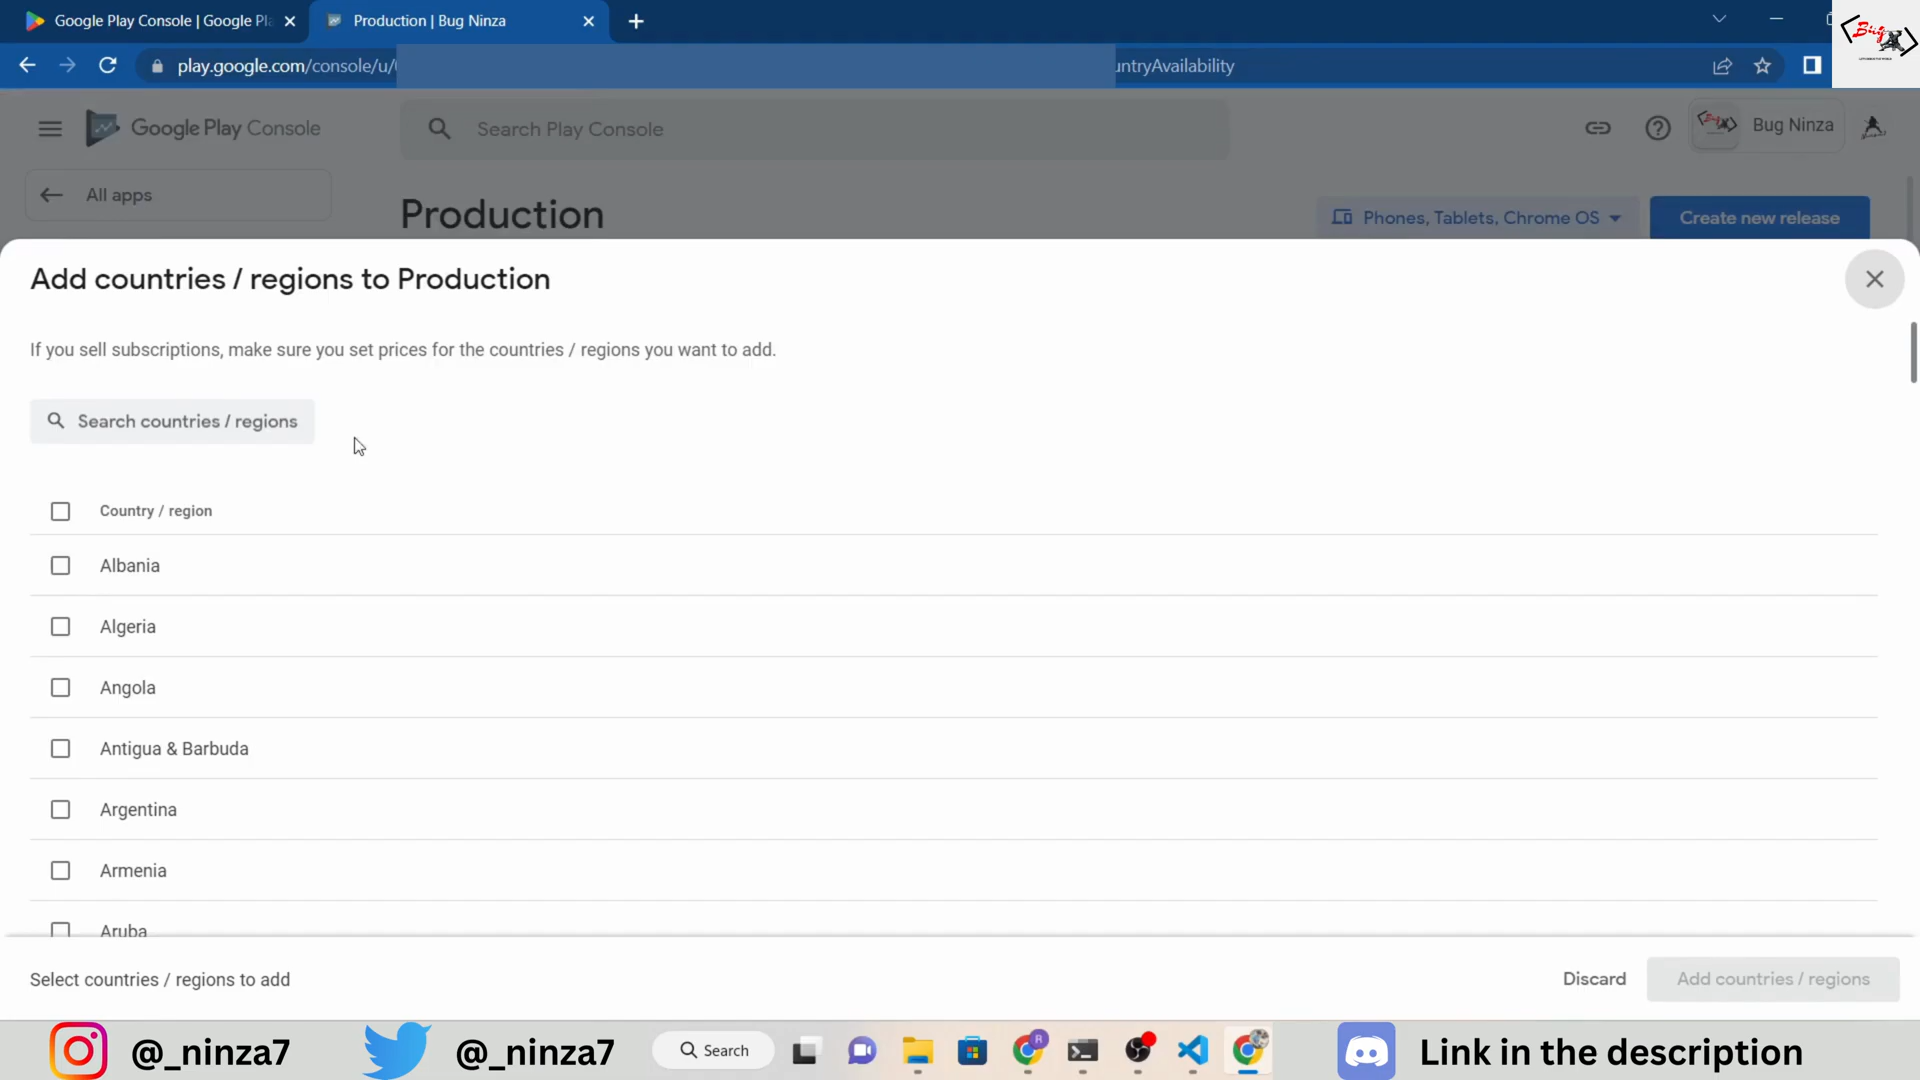 Google Play Console | Google Pla
Production | Bug Ninza
play.google.com/console/u/
untryAvailability
Bug
Google Play Console
Search Play Console
Bug Ninza
All apps
Production
Phones, Tablets, Chrome OS
Create new release
Add countries / regions to Production
If you sell subscriptions, make sure you set prices for the countries / regions you want to add.
Search countries / regions
Country / region
Albania
Algeria
Angola
Antigua & Barbuda
Argentina
Armenia
Aruba
Select countries / regions to add
Discard
Add countries / regions
@_ninza7
@_ninza7
Search
R
Link in the description